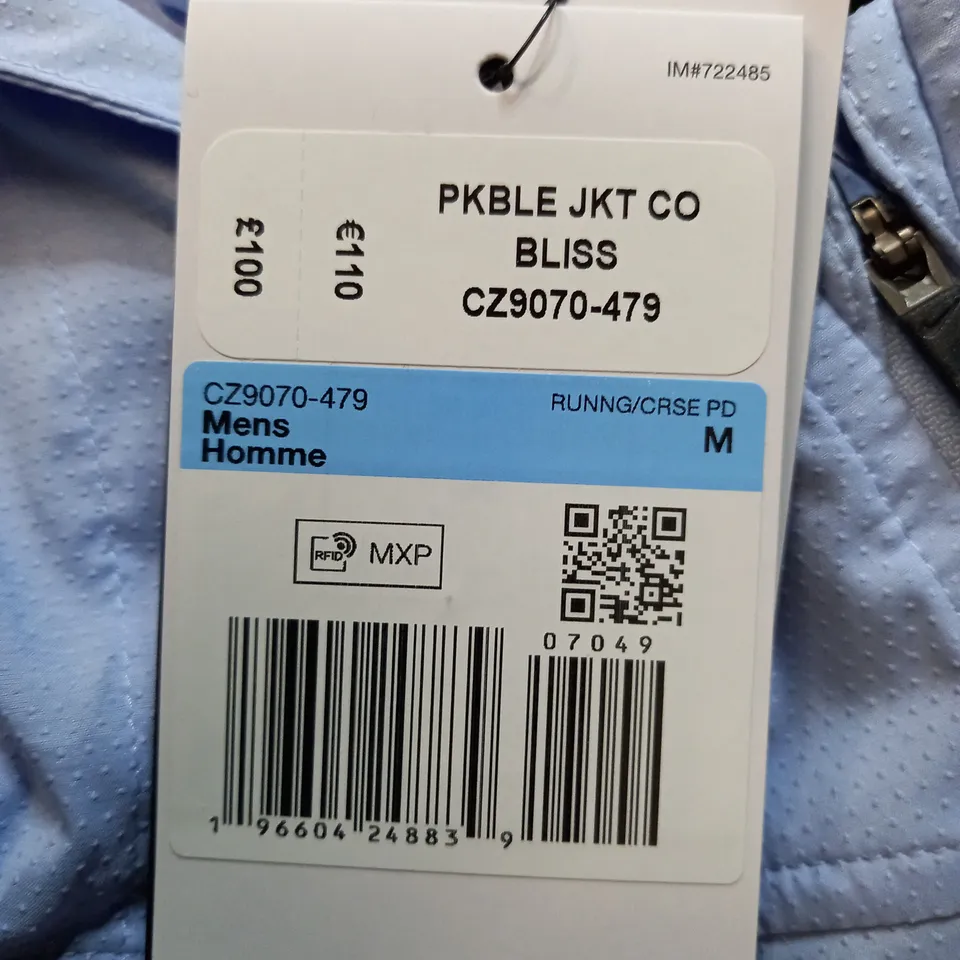 IM#722485
PKBLE JKT CO
BLISS
CZ9070-479
€110
£100
CZ9070-479
RUNNG/CRSE PD
Mens
M
Homme
RFID MXP
07049
1 96604 24883 9